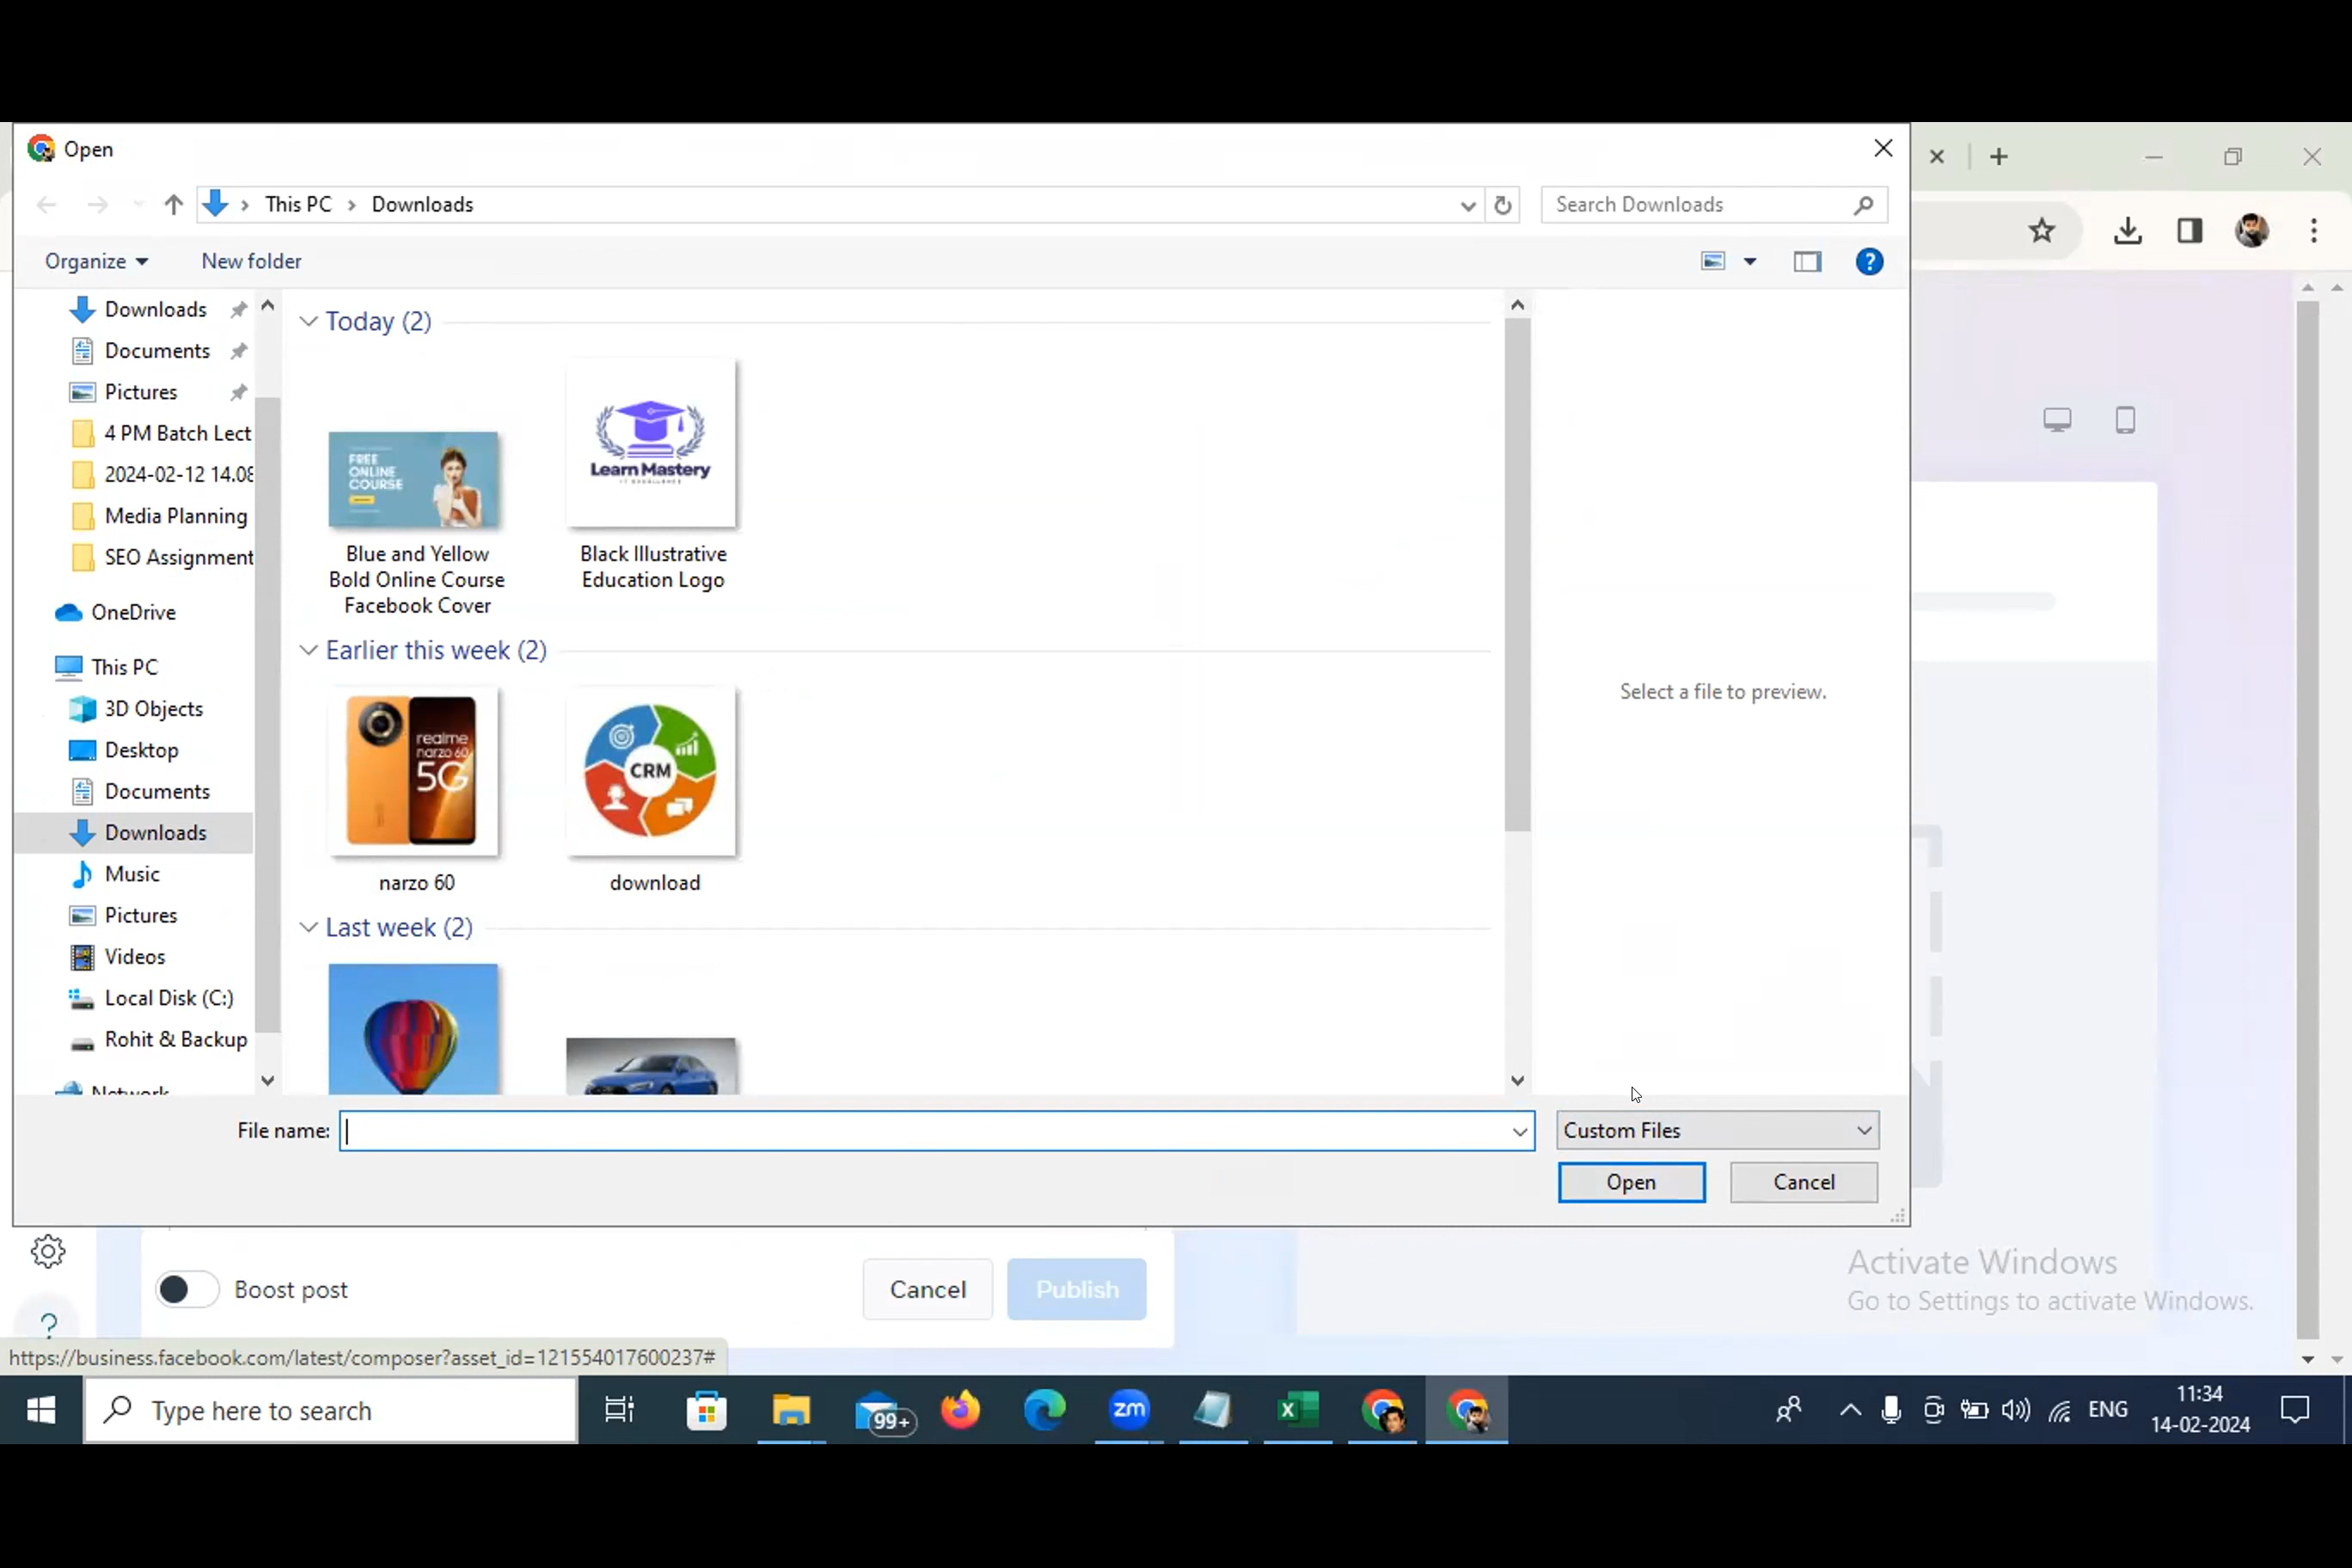 Open
This PC
Downloads
Search Downloads
Organize
New folder
Downloads
Documents
Pictures
4 PM Batch Lect
2024-02-12 14.08
Media Planning
SEO Assignment
OneDrive
This PC
3D Objects
Desktop
Documents
Downloads
Music
Pictures
Videos
Local Disk (C:)
Rohit & Backup
Network
Today (2)
FREE
ONLINE
COURSE
Blue and Yellow
Bold Online Course
Facebook Cover
Learn Mastery
IT EXCELLENCE
Black Illustrative
Education Logo
Earlier this week (2)
realme
narzo 60
5G
narzo 60
CRM
download
Last week (2)
Select a file to preview.
File name:
Custom Files
Open
Cancel
Boost post
Cancel
Publish
Activate Windows
Go to Settings to activate Windows.
https://business.facebook.com/latest/composer?asset_id=121554017600237#
Type here to search
99+
zm
ENG
11:34
14-02-2024